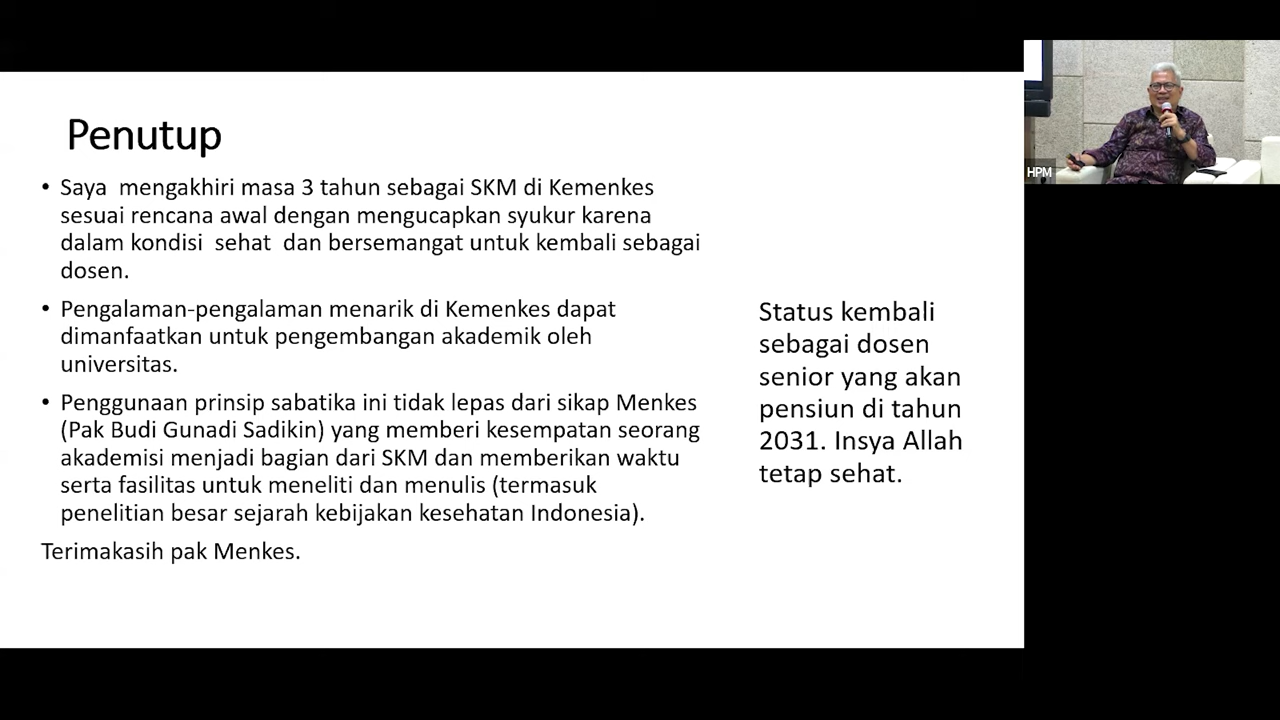 Penutup
• Saya mengakhiri masa 3 tahun sebagai SKM di Kemenkes
sesuai rencana awal dengan mengucapkan syukur karena
dalam kondisi sehat dan bersemangat untuk kembali sebagai
dosen.
• Pengalaman-pengalaman menarik di Kemenkes dapat
dimanfaatkan untuk pengembangan akademik oleh
universitas.
• Penggunaan prinsip sabatika ini tidak lepas dari sikap Menkes
(Pak Budi Gunadi Sadikin) yang memberi kesempatan seorang
akademisi menjadi bagian dari SKM dan memberikan waktu
serta fasilitas untuk meneliti dan menulis (termasuk
penelitian besar sejarah kebijakan kesehatan Indonesia).
Terimakasih pak Menkes.
Status kembali
sebagai dosen
senior yang akan
pensiun di tahun
2031. Insya Allah
tetap sehat.
HPM